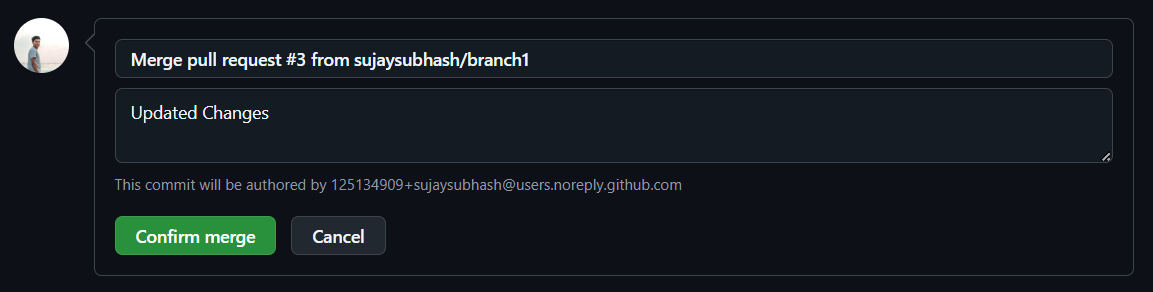 Merge pull request #3 from sujaysubhash/branch1
Updated Changes
This commit will be authored by 125134909+sujaysubhash@users.noreply.github.com
Confirm merge
Cancel